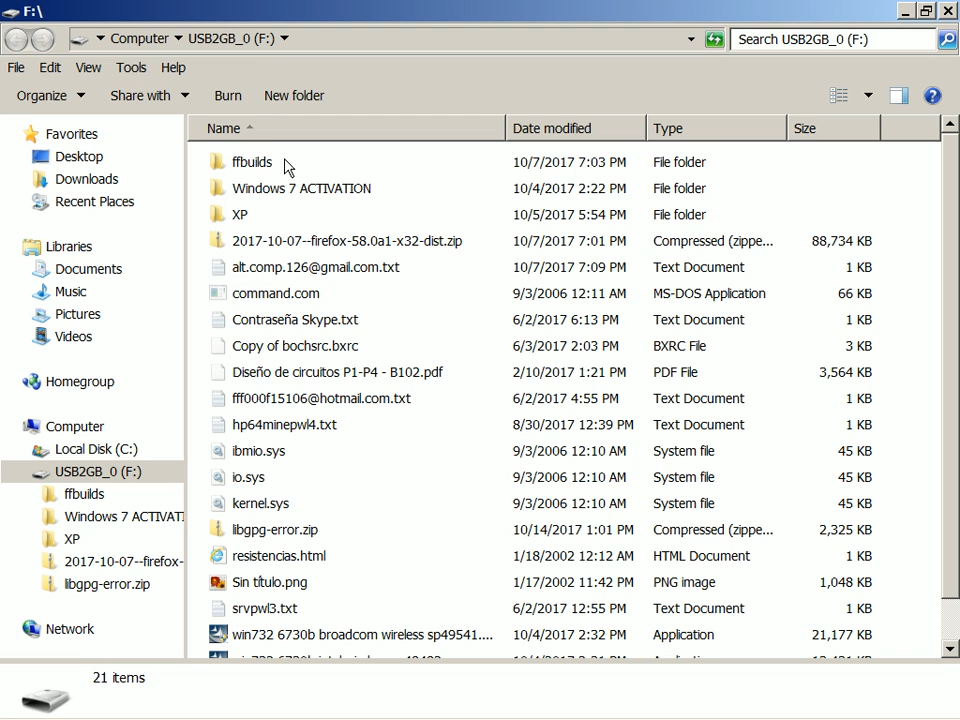 F:\
Computer USB2GB_0 (F:) Search USB2GB_0 (F:)
File Edit View Tools Help
Organize Share with Burn New folder
Favorites
Desktop
Downloads
Recent Places
Libraries
Documents
Music
Pictures
Videos
Homegroup
Computer
Local Disk (C:)
USB2GB_0 (F:)
ffbuilds
Windows 7 ACTIVATI
XP
2017-10-07--firefox-
libgpg-error.zip
Network
Name Date modified Type Size
ffbuilds 10/7/2017 7:03 PM File folder
Windows 7 ACTIVATION 10/4/2017 2:22 PM File folder
XP 10/5/2017 5:54 PM File folder
2017-10-07--firefox-58.0a1-x32-dist.zip 10/7/2017 7:01 PM Compressed (zippe... 88,734 KB
alt.comp.126@gmail.com.txt 10/7/2017 7:09 PM Text Document 1 KB
command.com 9/3/2006 12:11 AM MS-DOS Application 66 KB
Contraseña Skype.txt 6/2/2017 6:13 PM Text Document 1 KB
Copy of bochsrc.bxrc 6/3/2017 2:03 PM BXRC File 3 KB
Diseño de circuitos P1-P4 - B102.pdf 2/10/2017 1:21 PM PDF File 3,564 KB
fff000f15106@hotmail.com.txt 6/2/2017 4:55 PM Text Document 1 KB
hp64minepwl4.txt 8/30/2017 12:39 PM Text Document 1 KB
ibmio.sys 9/3/2006 12:10 AM System file 45 KB
io.sys 9/3/2006 12:10 AM System file 45 KB
kernel.sys 9/3/2006 12:10 AM System file 45 KB
libgpg-error.zip 10/14/2017 1:01 PM Compressed (zippe... 2,325 KB
resistencias.html 1/18/2002 12:12 AM HTML Document 1 KB
Sin título.png 1/17/2002 11:42 PM PNG image 1,048 KB
srvpwl3.txt 6/2/2017 12:55 PM Text Document 1 KB
win732 6730b broadcom wireless sp49541.... 10/4/2017 2:32 PM Application 21,177 KB
21 items